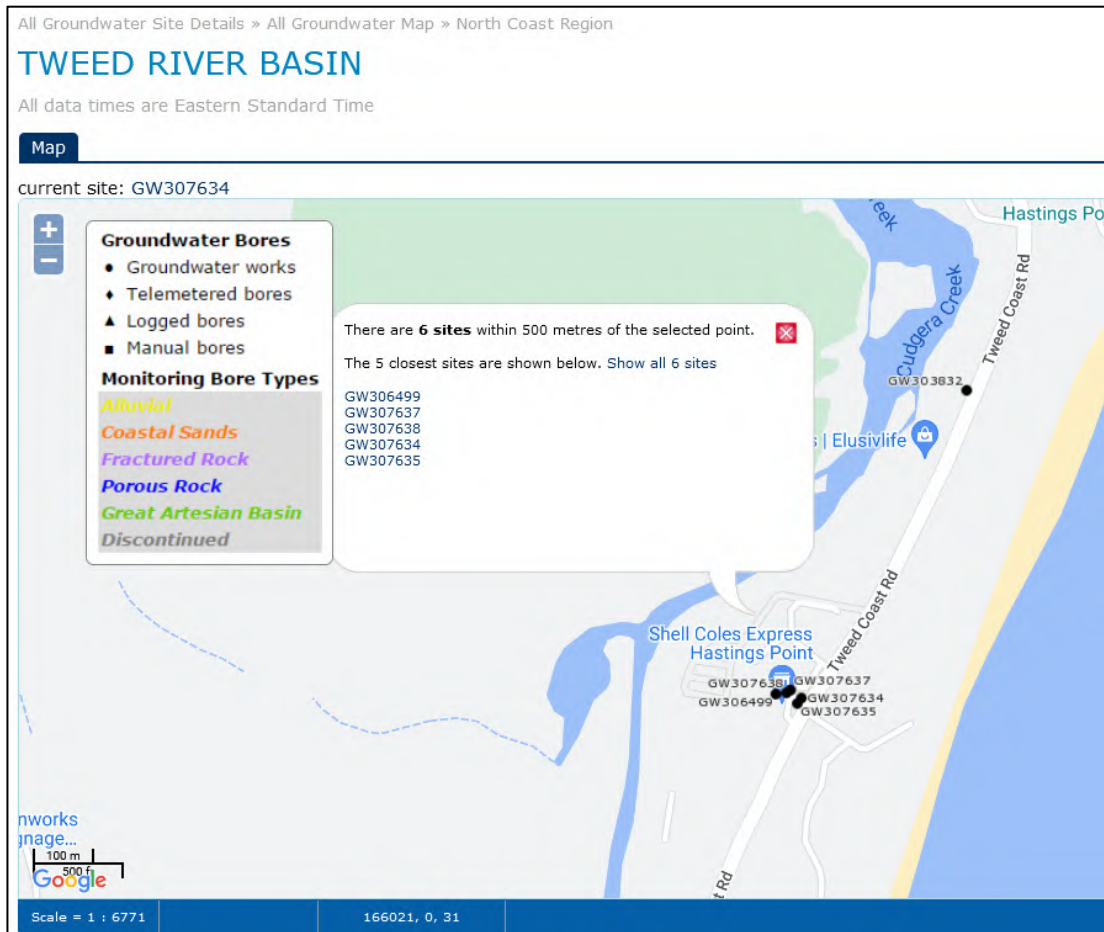 All Groundwater Site Details » All Groundwater Map » North Coast Region
TWEED RIVER BASIN
All data times are Eastern Standard Time
Map
current site: GW307634
+
−
Groundwater Bores
Groundwater works
Telemetered bores
Logged bores
Manual bores
Monitoring Bore Types
Alluvial
Coastal Sands
Fractured Rock
Porous Rock
Great Artesian Basin
Discontinued
There are 6 sites within 500 metres of the selected point.
The 5 closest sites are shown below. Show all 6 sites
GW306499
GW307637
GW307638
GW307634
GW307635
reek
Hastings Po
Cudgera Creek
Tweed Coast Rd
GW303832
s | Elusivlife
Tweed Coast Rd
Shell Coles Express
Hastings Point
GW307638
GW307637
GW306499
GW307634
GW307635
t Rd
nworks
gnage...
100 m
500 f
Google
Scale = 1 : 6771
166021, 0, 31